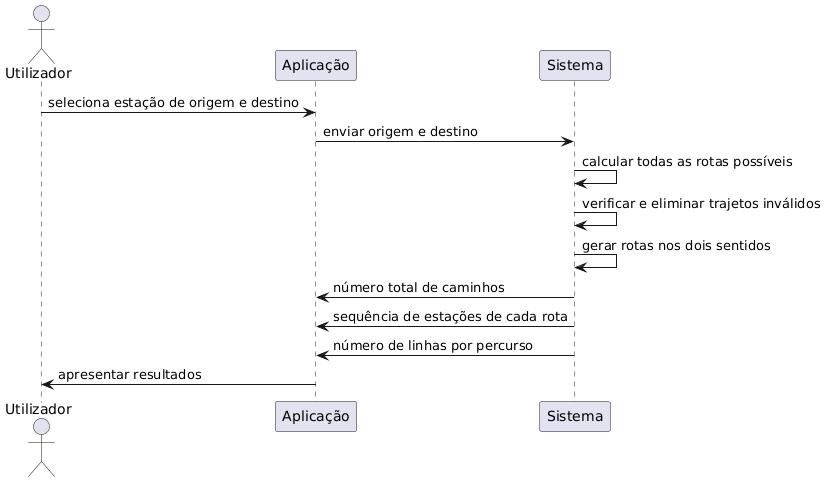 Utilizador
Aplicação
Sistema
seleciona estação de origem e destino
enviar origem e destino
calcular todas as rotas possíveis
verificar e eliminar trajetos inválidos
gerar rotas nos dois sentidos
número total de caminhos
sequência de estações de cada rota
número de linhas por percurso
apresentar resultados
Utilizador
Aplicação
Sistema